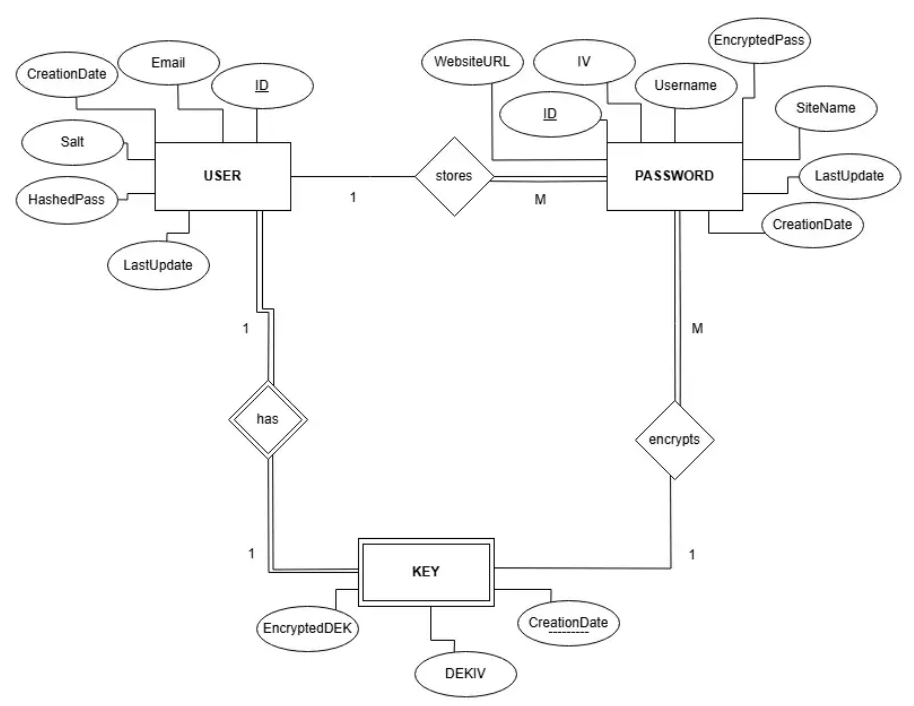 EncryptedPass
Email
WebsiteURL
IV
CreationDate
ID
Username
ID
SiteName
Salt
USER
stores
PASSWORD
LastUpdate
1
M
HashedPass
CreationDate
LastUpdate
1
M
has
encrypts
1
1
KEY
EncryptedDEK
CreationDate
DEKIV